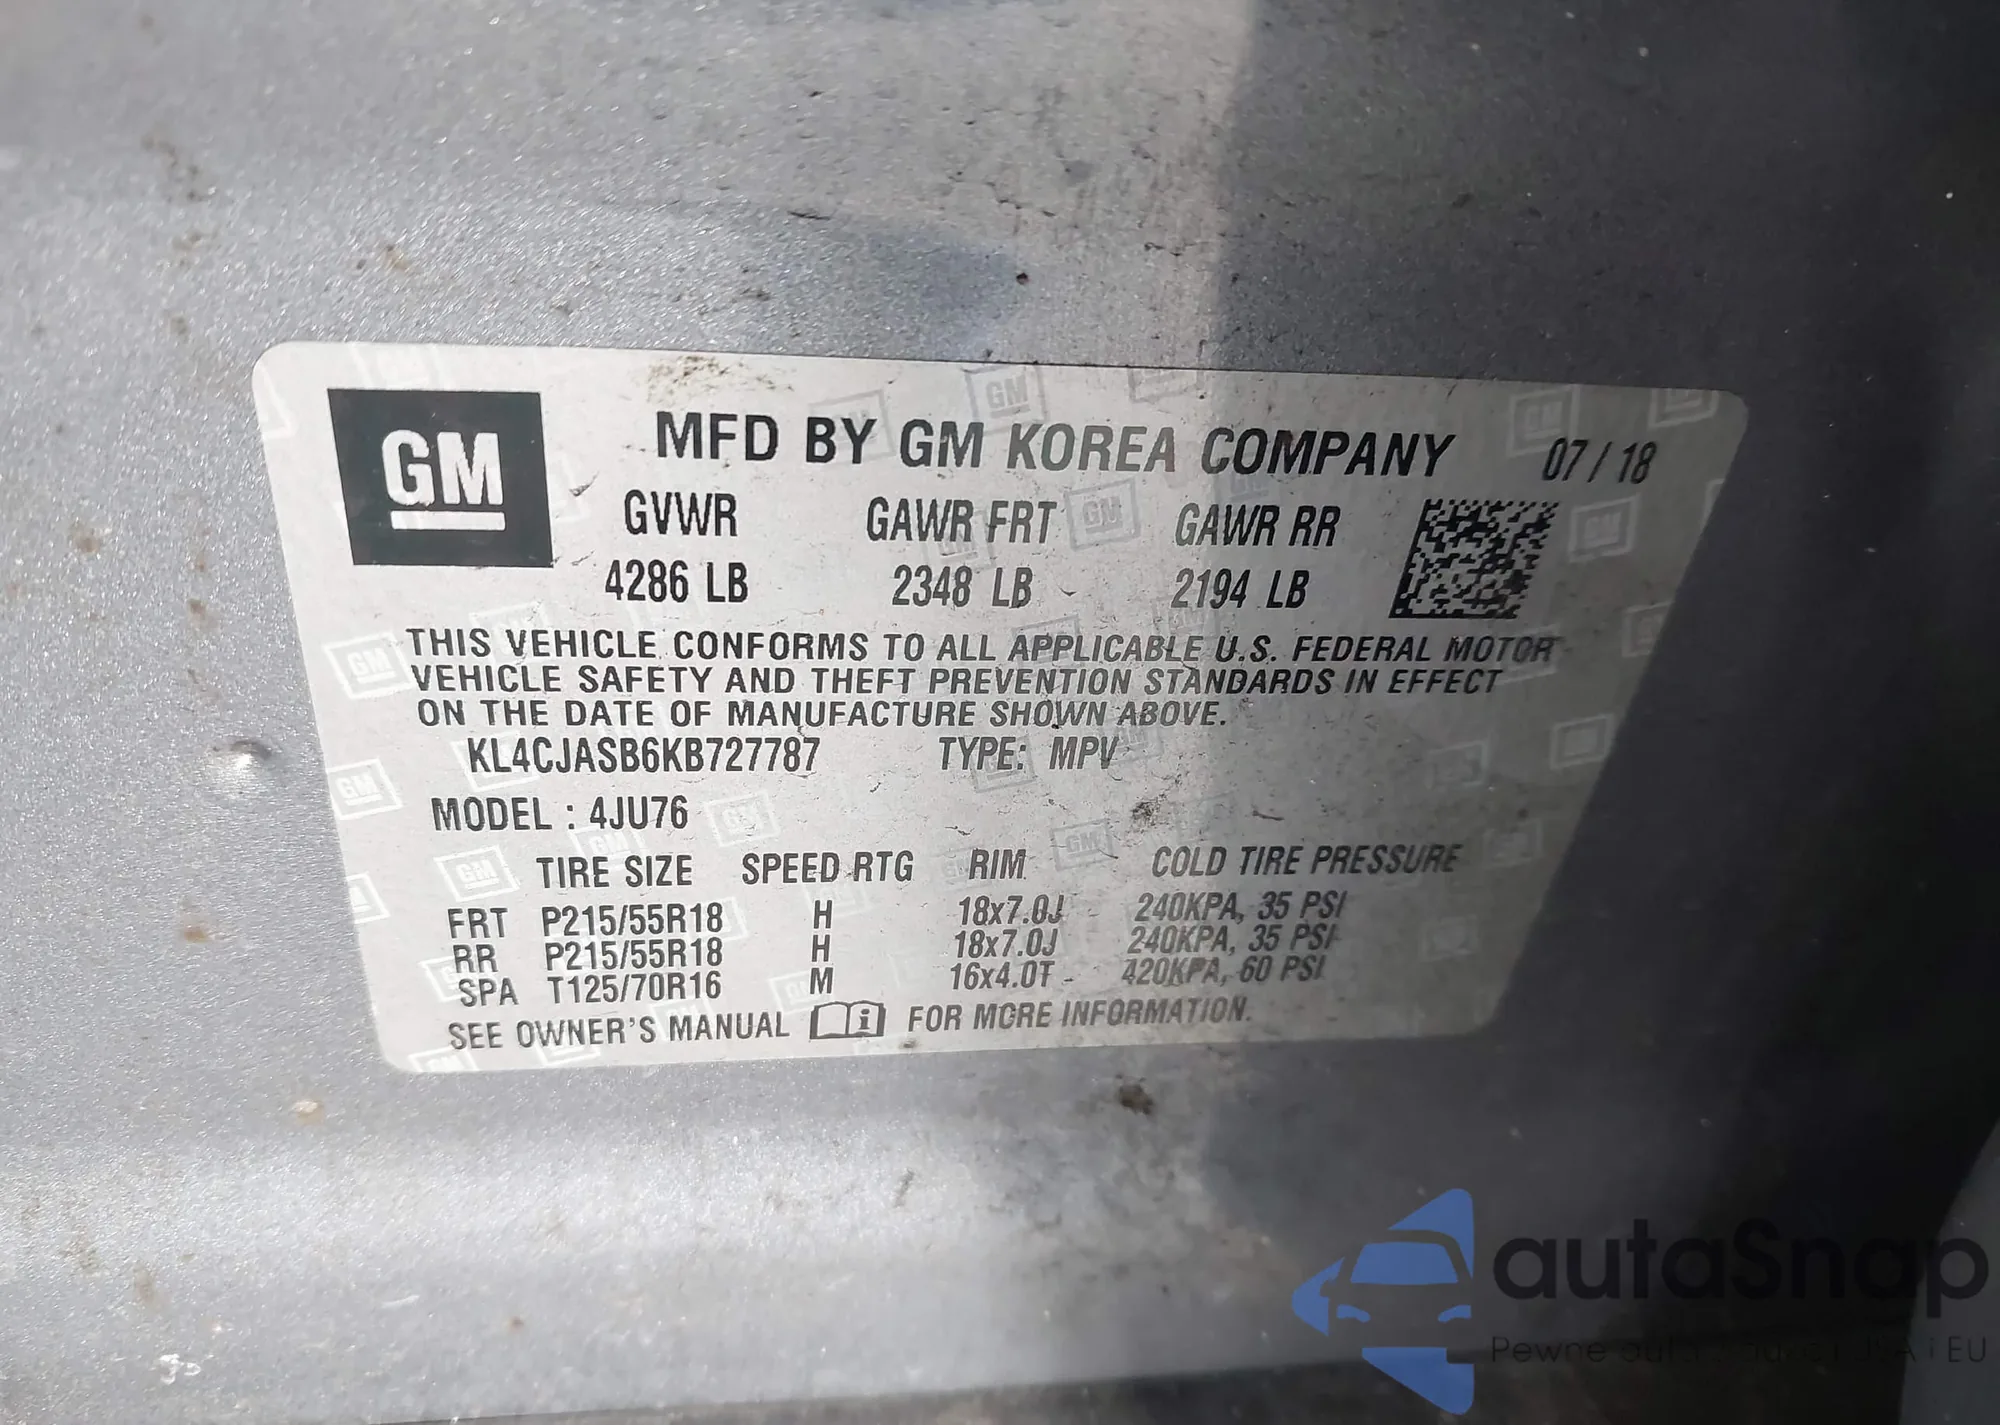 GM
MFD BY GM KOREA COMPANY 07/18
GVWR GAWR FRT GAWR RR
4286 LB 2348 LB 2194 LB
THIS VEHICLE CONFORMS TO ALL APPLICABLE U.S. FEDERAL MOTOR
VEHICLE SAFETY AND THEFT PREVENTION STANDARDS IN EFFECT
ON THE DATE OF MANUFACTURE SHOWN ABOVE.
KL4CJASB6KB727787 TYPE: MPV
MODEL : 4JU76
TIRE SIZE SPEED RTG RIM COLD TIRE PRESSURE
FRT P215/55R18 H 18x7.0J 240KPA, 35 PSI
RR P215/55R18 H 18x7.0J 240KPA, 35 PSI
SPA T125/70R16 M 16x4.0T 420KPA, 60 PSI
SEE OWNER'S MANUAL i FOR MORE INFORMATION.
autaSnap
Pewne auta i EU